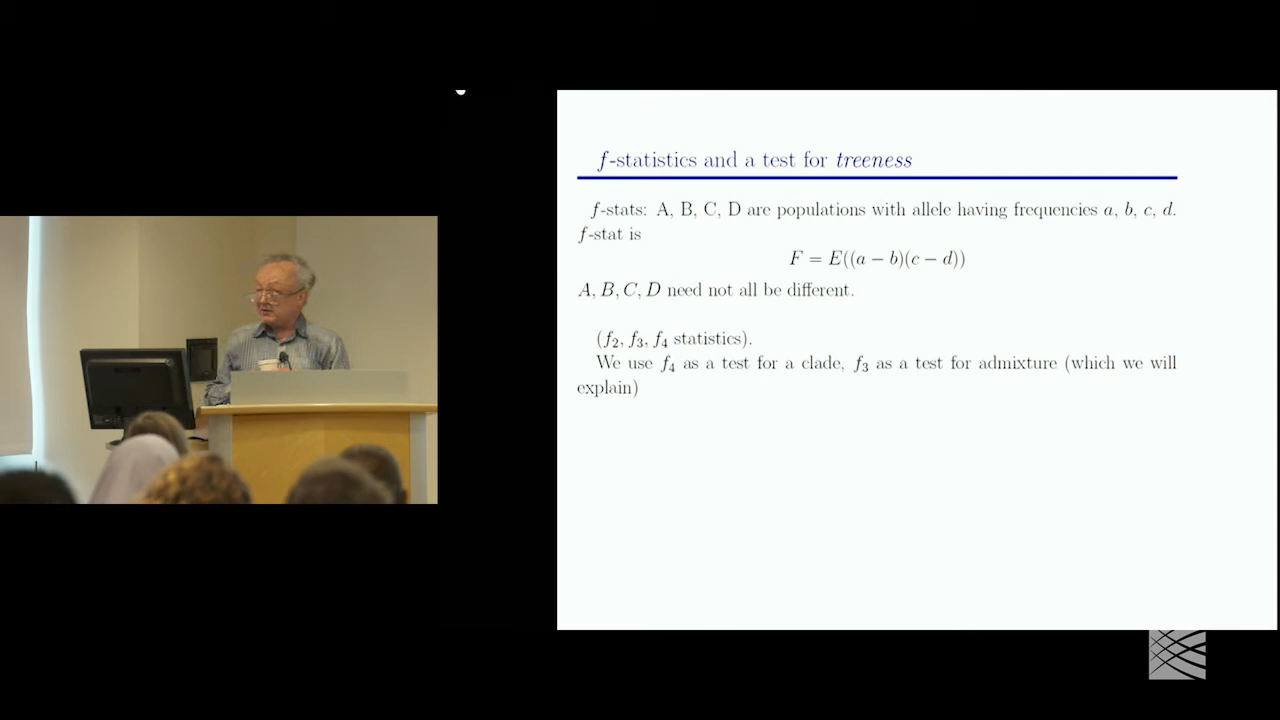 f-statistics and a test for treeness
f-stats: A, B, C, D are populations with allele having frequencies a, b, c, d.
f-stat is
F = E((a − b)(c − d))
A, B, C, D need not all be different.
(f₂, f₃, f₄ statistics).
We use f₄ as a test for a clade, f₃ as a test for admixture (which we will
explain)